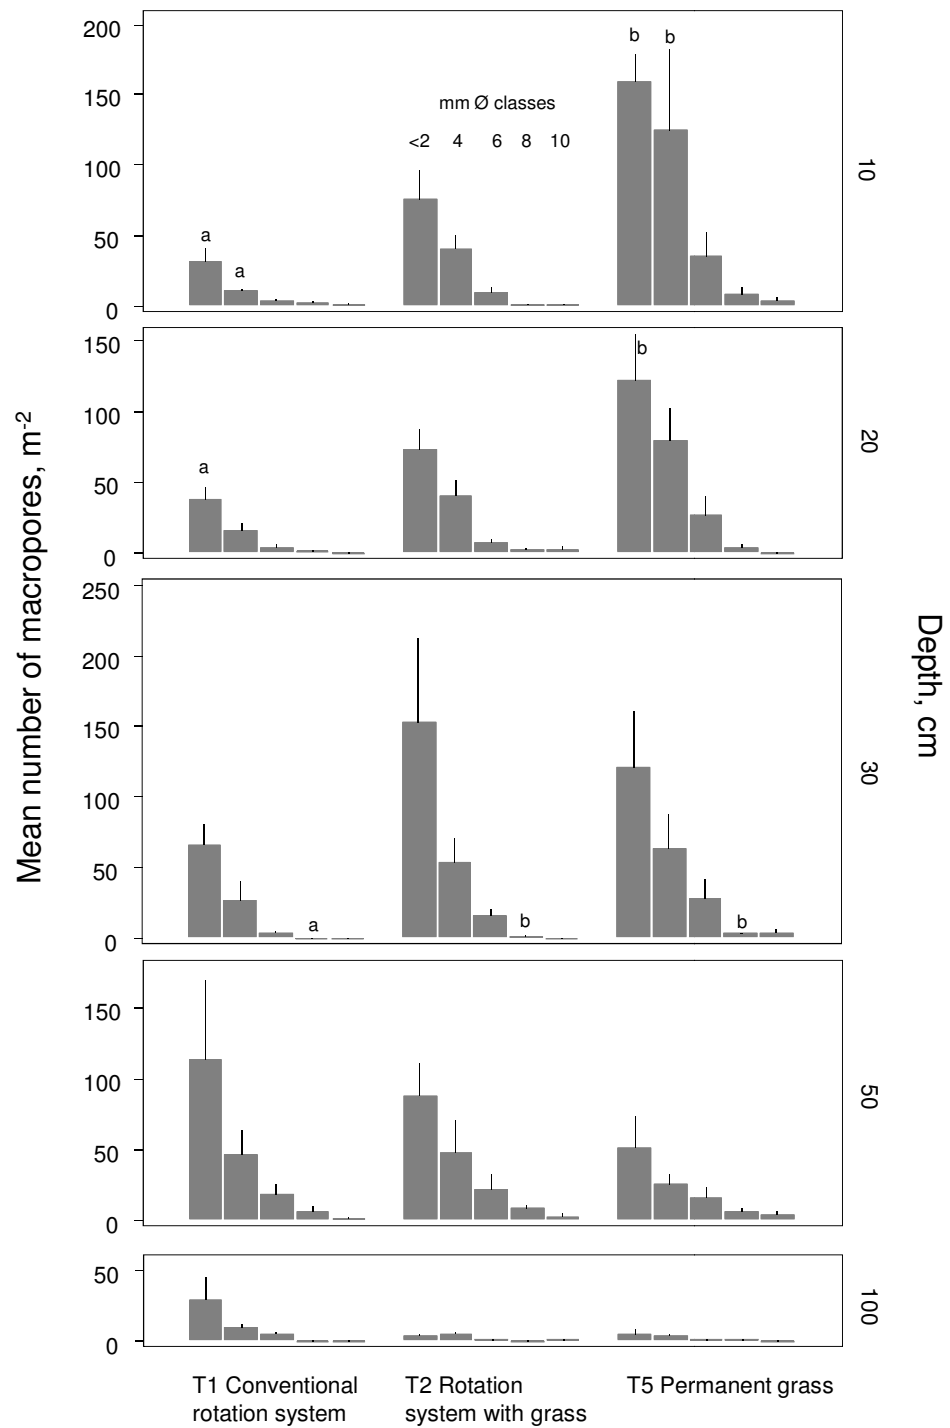 200
b
b
150
mm Ø classes
<2 4 6 8 10
100
10
50
a
a
0
150
b
100
20
a
50
0
Mean number of macropores, m-2
Depth, cm
250
200
150
30
100
50
a
b
b
0
150
100
50
50
0
50
100
0
T1 Conventional
rotation system
T2 Rotation
system with grass
T5 Permanent grass